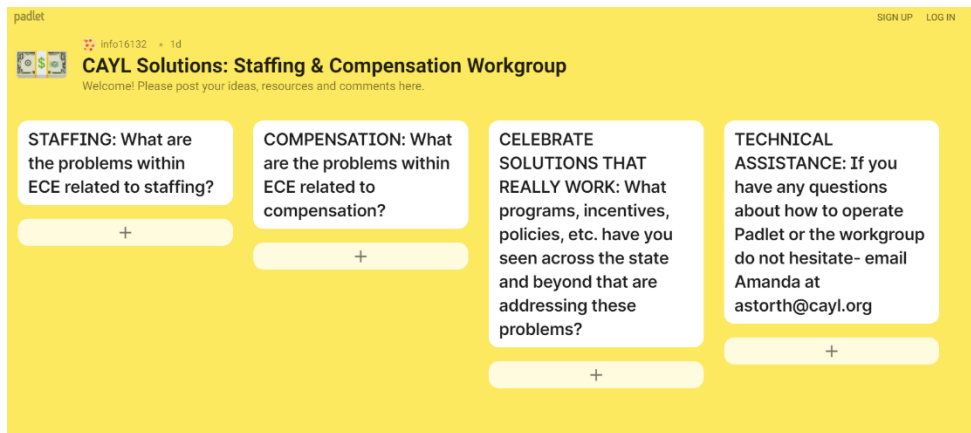 padlet
SIGN UP LOG IN
info16132 • 1d
CAYL Solutions: Staffing & Compensation Workgroup
Welcome! Please post your ideas, resources and comments here.
STAFFING: What are
the problems within
ECE related to staffing?
+
COMPENSATION: What
are the problems within
ECE related to
compensation?
+
CELEBRATE
SOLUTIONS THAT
REALLY WORK: What
programs, incentives,
policies, etc. have you
seen across the state
and beyond that are
addressing these
problems?
+
TECHNICAL
ASSISTANCE: If you
have any questions
about how to operate
Padlet or the workgroup
do not hesitate- email
Amanda at
astorth@cayl.org
+